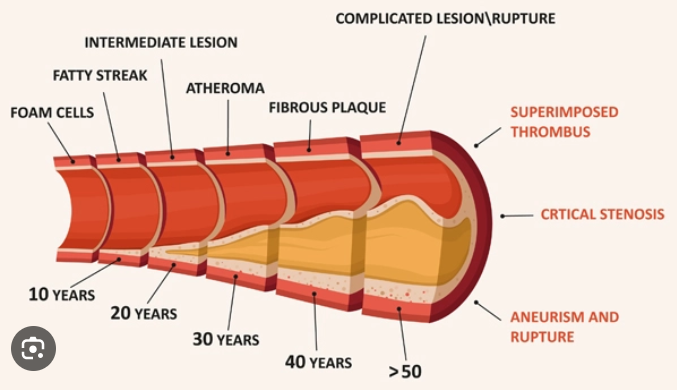 COMPLICATED LESION\RUPTURE
INTERMEDIATE LESION
FATTY STREAK
ATHEROMA
FOAM CELLS
FIBROUS PLAQUE
SUPERIMPOSED
THROMBUS
CRTICAL STENOSIS
ANEURISM AND
RUPTURE
10 YEARS
20 YEARS
30 YEARS
40 YEARS
>50